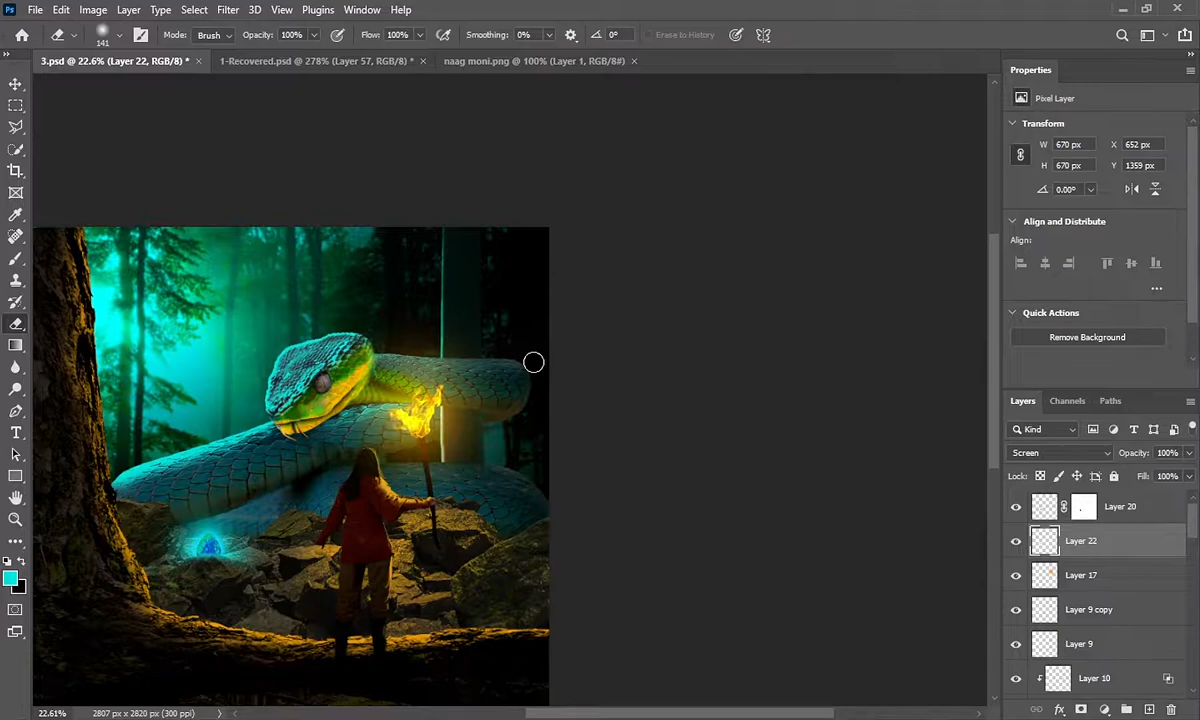 Ps File Edit Image Layer Type Select Filter 3D View Plugins Window Help
141 Mode: Brush Opacity: 100% Flow: 100% Smoothing: 0% 0° Erase to History
3.psd @ 22.6% (Layer 22, RGB/8) * × 1-Recovered.psd @ 278% (Layer 57, RGB/8) * × naag moni.png @ 100% (Layer 1, RGB/8#) ×
Properties
Pixel Layer
Transform
W 670 px X 652 px
H 670 px Y 1359 px
0.00°
Align and Distribute
Align:
Quick Actions
Remove Background
Layers Channels Paths
Kind
Screen Opacity: 100%
Lock: Fill: 100%
Layer 20
Layer 22
Layer 17
Layer 9 copy
Layer 9
Layer 10
22.61% 2807 px x 2820 px (300 ppi)
fx